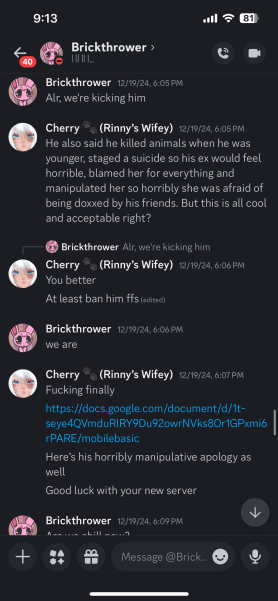 9:13
81
40
Brickthrower >
Brickthrower 12/19/24, 6:05 PM
Alr, we're kicking him
Cherry 🐾 (Rinny's Wifey) 12/19/24, 6:05 PM
He also said he killed animals when he was
younger, staged a suicide so his ex would feel
horrible, blamed her for everything and
manipulated her so horribly she was afraid of
being doxxed by his friends. But this is all cool
and acceptable right?
Brickthrower Alr, we're kicking him
Cherry 🐾 (Rinny's Wifey) 12/19/24, 6:06 PM
You better
At least ban him ffs (edited)
Brickthrower 12/19/24, 6:06 PM
we are
Cherry 🐾 (Rinny's Wifey) 12/19/24, 6:07 PM
Fucking finally
https://docs.google.com/document/d/1t-
seye4QVmduRlRY9Du92owrNVks8Or1GPxmi6
rPARE/mobilebasic
Here's his horribly manipulative apology as
well
Good luck with your new server
Brickthrower 12/19/24, 6:09 PM
Are we chill now?
Message @Brick...